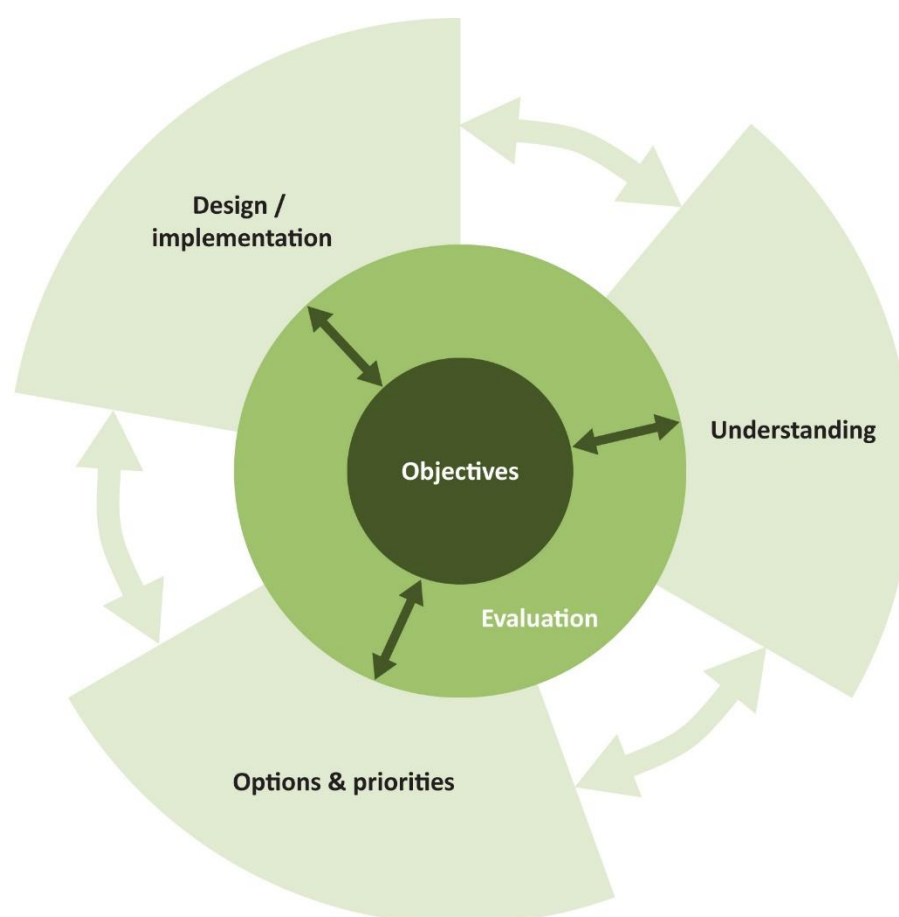 Design /
implementation
Understanding
Objectives
Evaluation
Options & priorities